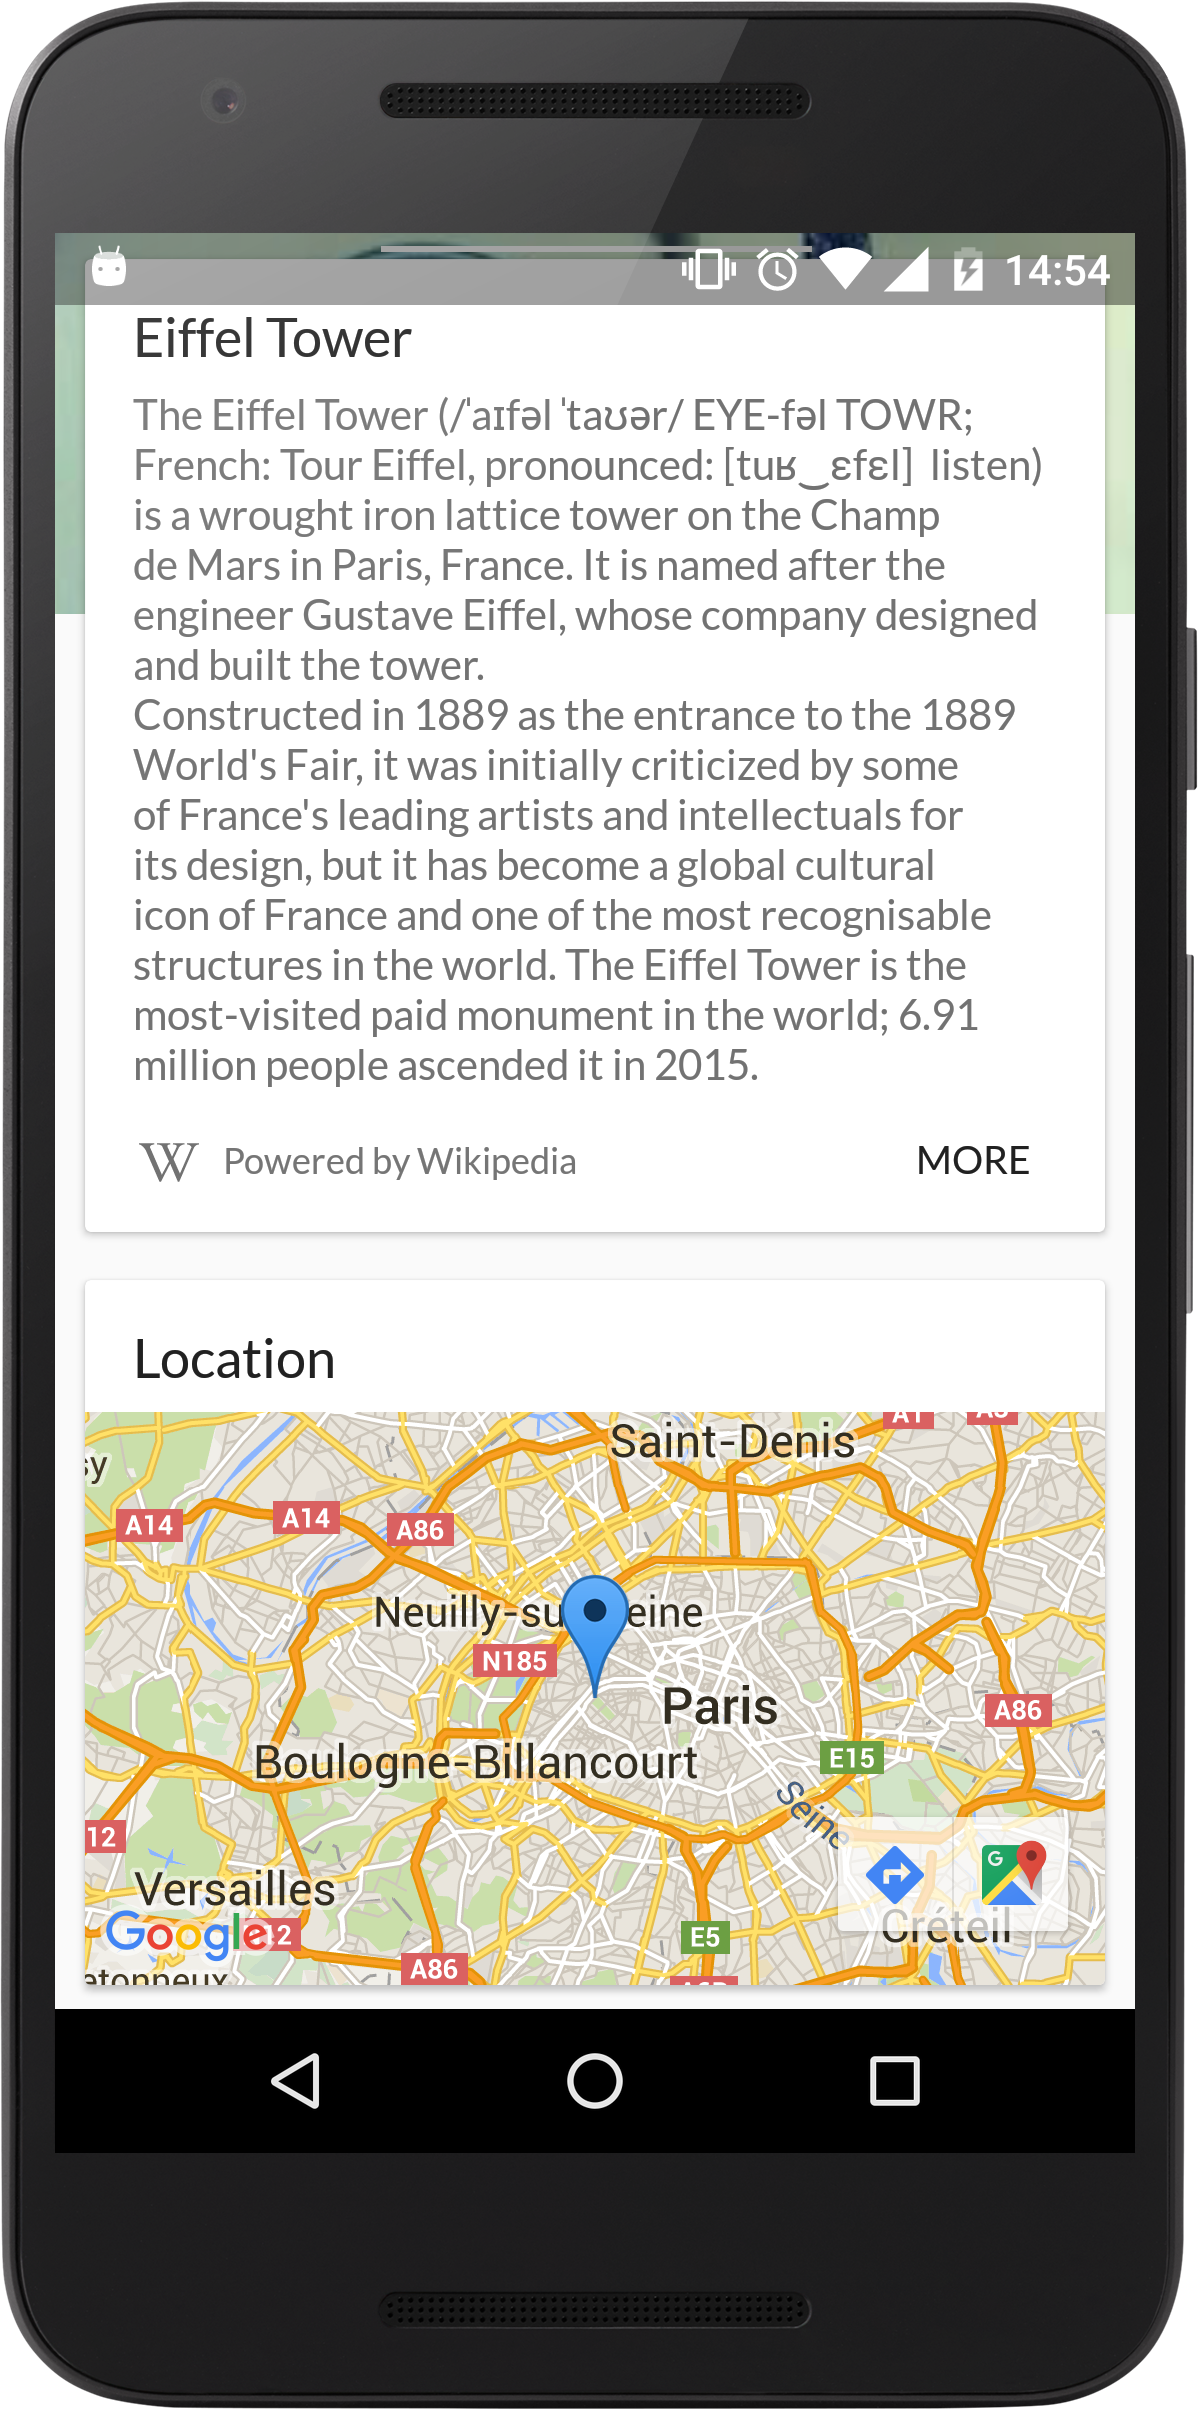 14:54
Eiffel Tower
The Eiffel Tower (/ˈaɪfəl ˈtaʊər/ EYE-fəl TOWR;
French: Tour Eiffel, pronounced: [tuʁ‿ɛfɛl]  listen)
is a wrought iron lattice tower on the Champ
de Mars in Paris, France. It is named after the
engineer Gustave Eiffel, whose company designed
and built the tower.
Constructed in 1889 as the entrance to the 1889
World's Fair, it was initially criticized by some
of France's leading artists and intellectuals for
its design, but it has become a global cultural
icon of France and one of the most recognisable
structures in the world. The Eiffel Tower is the
most-visited paid monument in the world; 6.91
million people ascended it in 2015.
W Powered by Wikipedia MORE
Location
A1
Saint-Denis
sy
A14 A14 A86
Neuilly-su eine
N185
Paris
A86
Boulogne-Billancourt E15
Seine
12
G
Versailles
Créteil
Google 12
E5
A86
etonneux